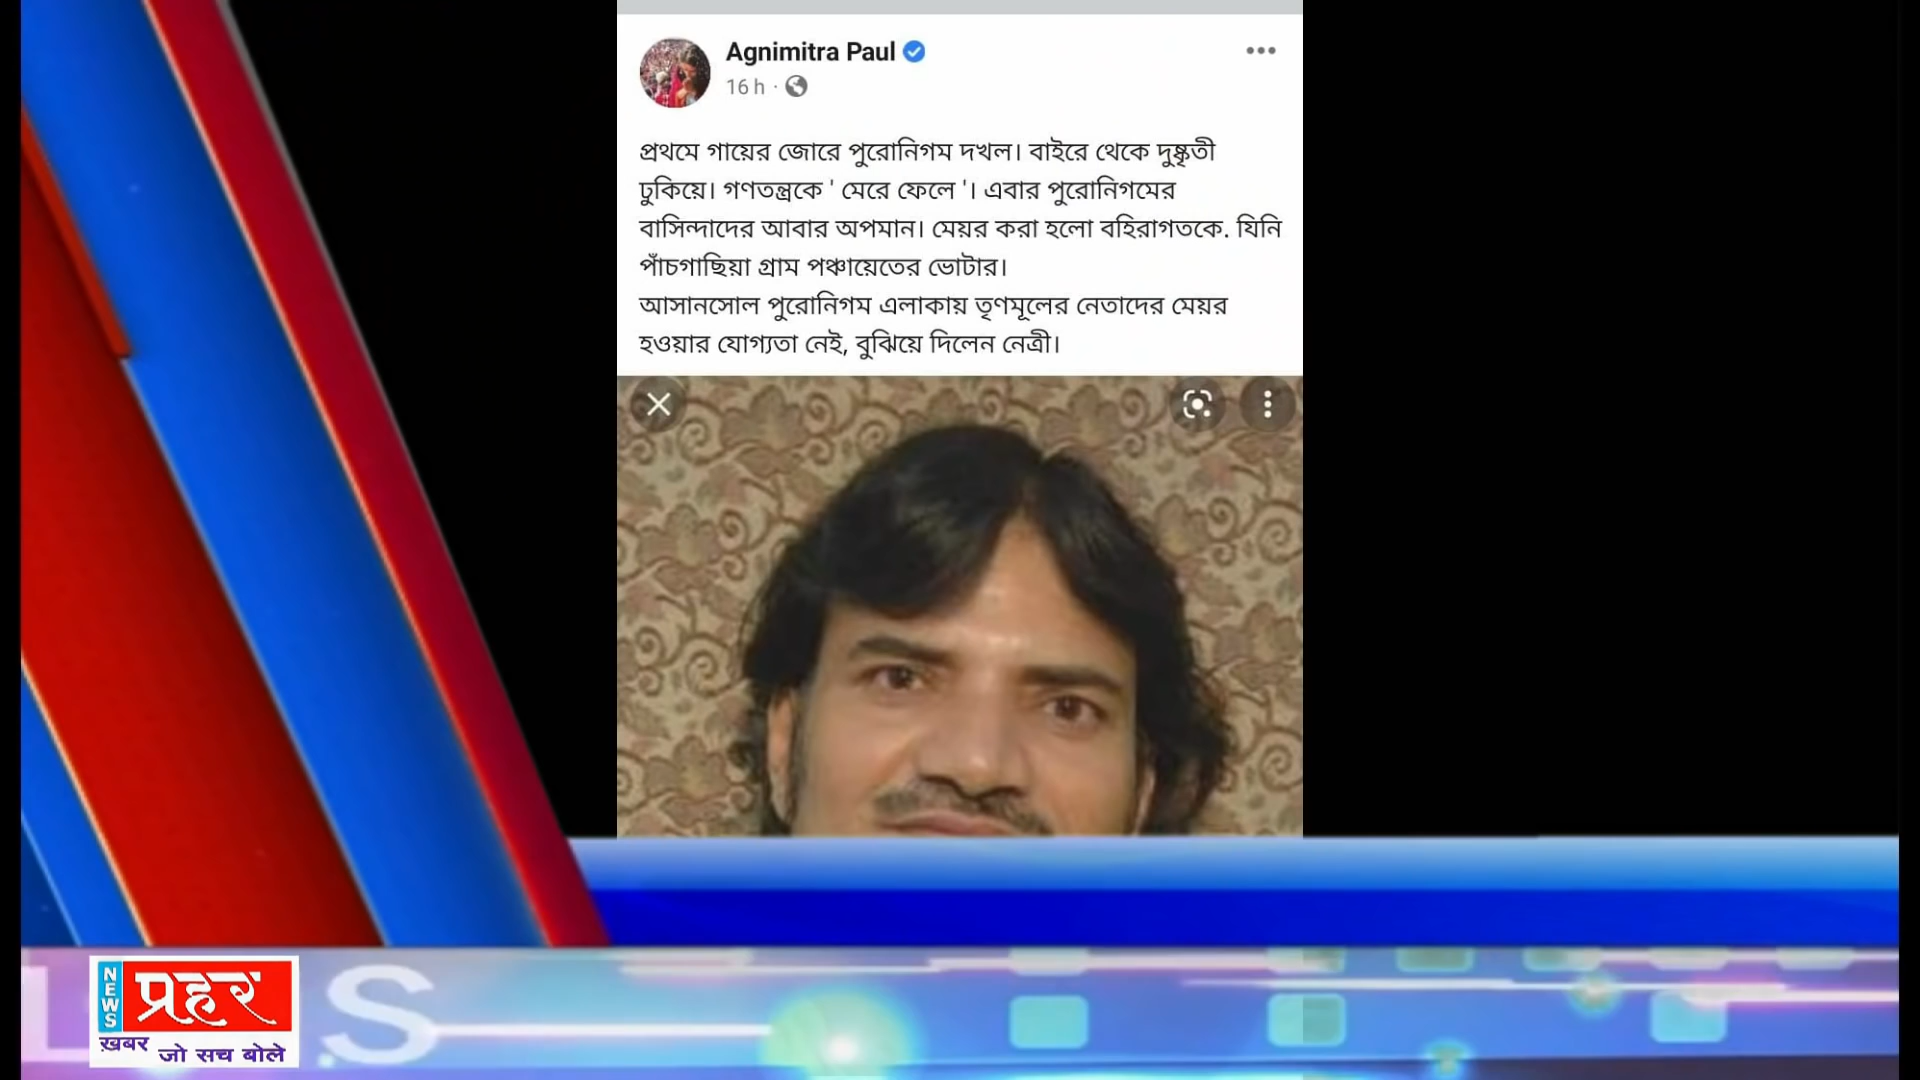 Agnimitra Paul
16 h ·
প্রথমে গায়ের জোরে পুরোনিগম দখল। বাইরে থেকে দুষ্কৃতী
ঢুকিয়ে। গণতন্ত্রকে ' মেরে ফেলে '। এবার পুরোনিগমের
বাসিন্দাদের আবার অপমান। মেয়র করা হলো বহিরাগতকে. যিনি
পাঁচগাছিয়া গ্রাম পঞ্চায়েতের ভোটার।
আসানসোল পুরোনিগম এলাকায় তৃণমূলের নেতাদের মেয়র
হওয়ার যোগ্যতা নেই, বুঝিয়ে দিলেন নেত্রী।
NEWS
प्रहर
ख़बर
जो सच बोले